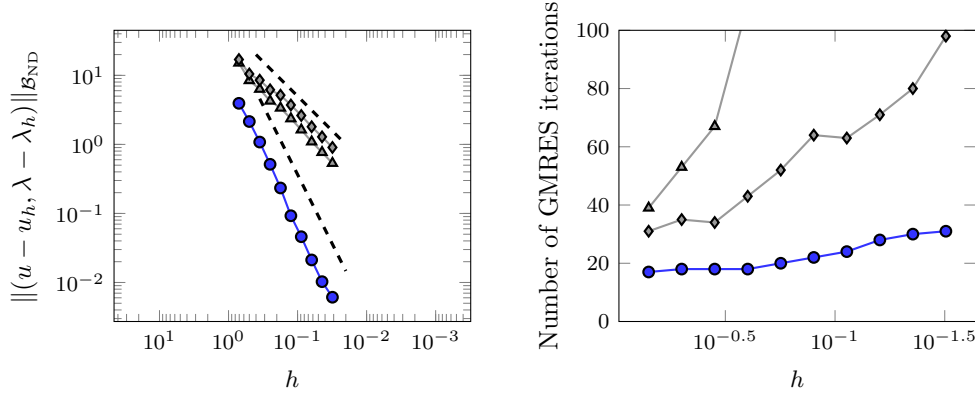 ‖(u − u_h, λ − λ_h)‖_{𝓑_ND}
10^1
10^0
10^{−1}
10^{−2}
10^1 10^0 10^{−1} 10^{−2} 10^{−3}
h
Number of GMRES iterations
100
80
60
40
20
0
10^{−0.5} 10^{−1} 10^{−1.5}
h